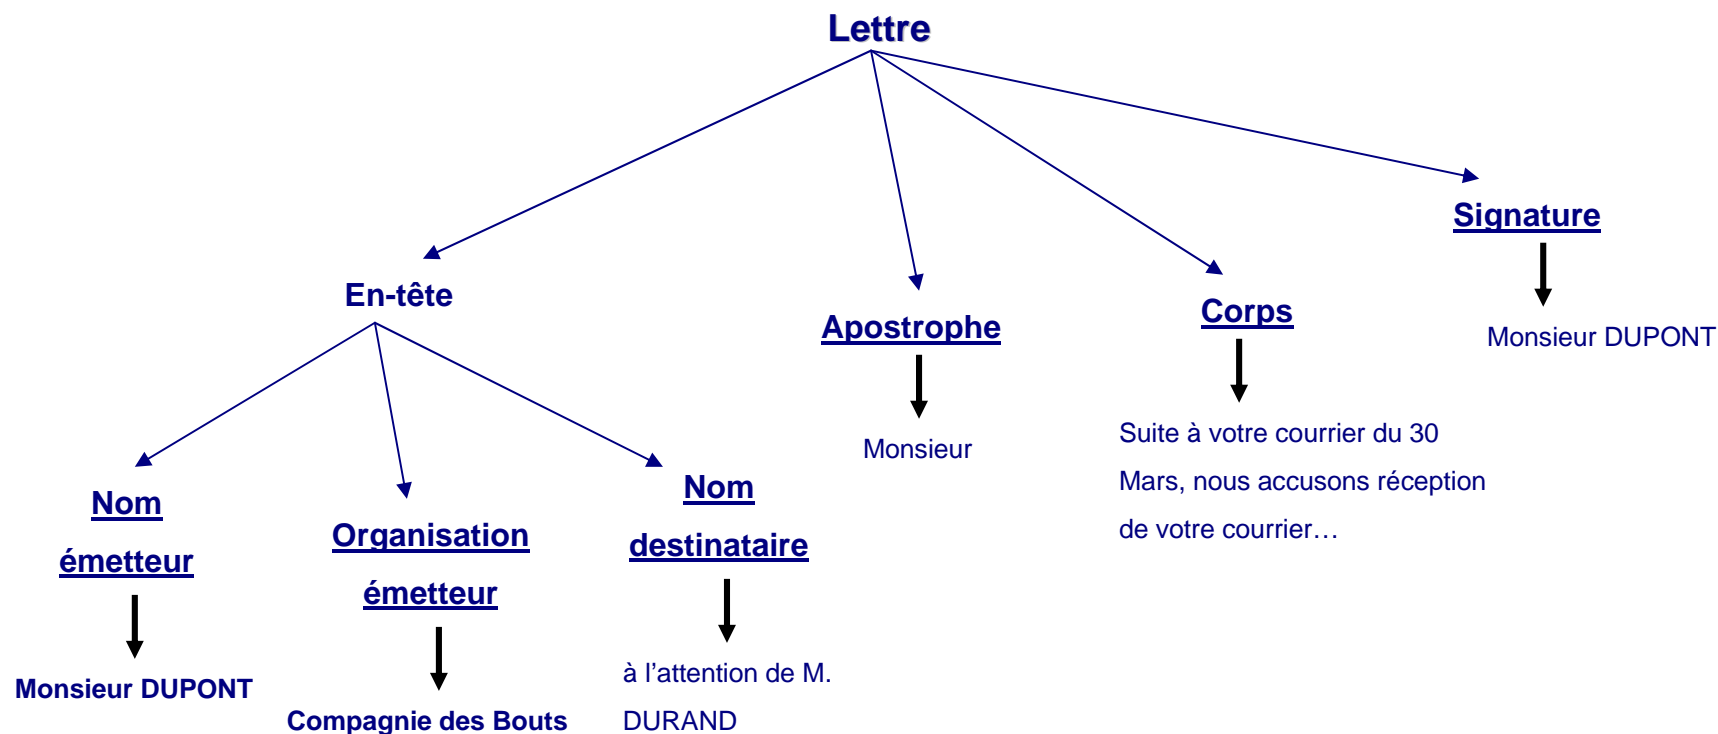 Lettre
En-tête
Nom
émetteur
Monsieur DUPONT
Organisation
émetteur
Compagnie des Bouts
Nom
destinataire
à l’attention de M.
DURAND
Apostrophe
Monsieur
Corps
Suite à votre courrier du 30
Mars, nous accusons réception
de votre courrier…
Signature
Monsieur DUPONT